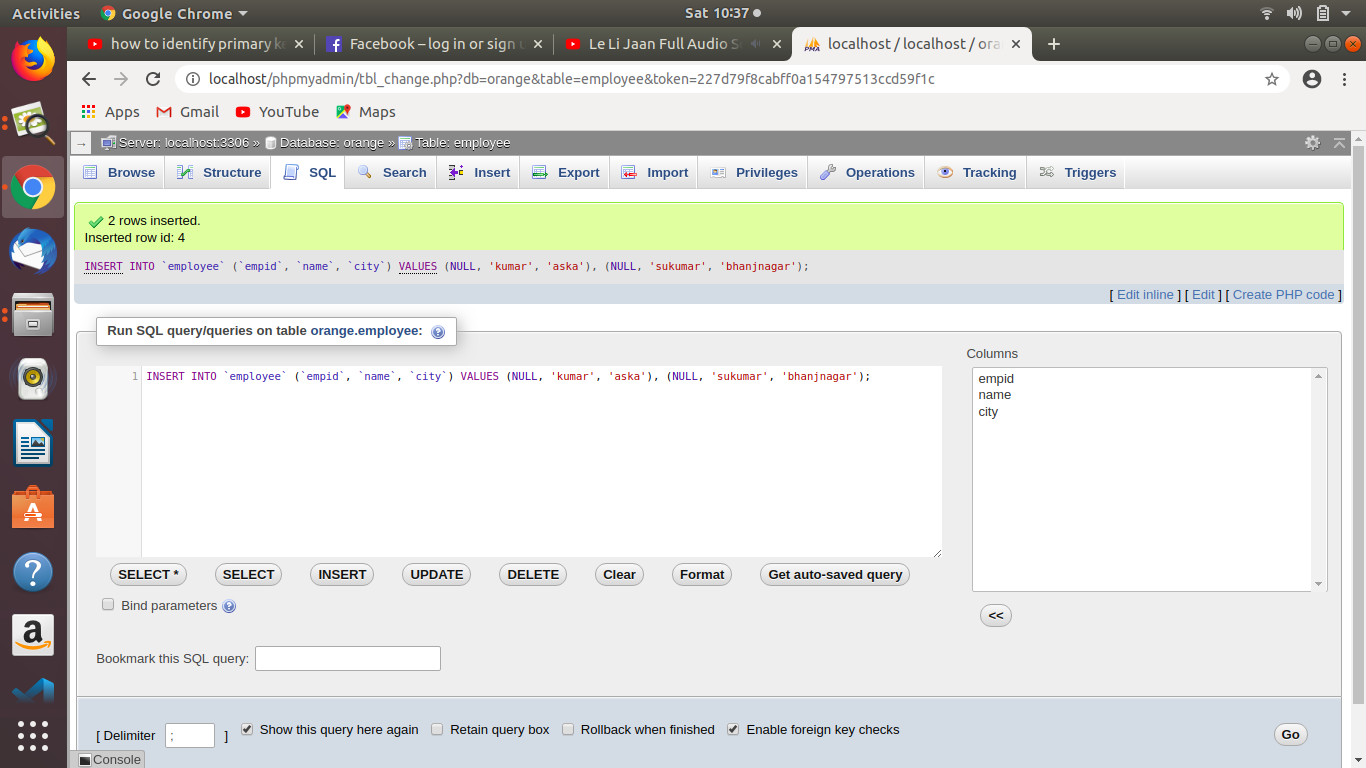 Activities Google Chrome Sat 10:37
how to identify primary k Facebook – log in or sign u Le Li Jaan Full Audio S localhost / localhost / ora
localhost/phpmyadmin/tbl_change.php?db=orange&table=employee&token=227d79f8cabff0a154797513ccd59f1c
Apps Gmail YouTube Maps
Server: localhost:3306 » Database: orange » Table: employee
Browse Structure SQL Search Insert Export Import Privileges Operations Tracking Triggers
2 rows inserted.
Inserted row id: 4
INSERT INTO `employee` (`empid`, `name`, `city`) VALUES (NULL, 'kumar', 'aska'), (NULL, 'sukumar', 'bhanjnagar');
[ Edit inline ] [ Edit ] [ Create PHP code ]
Run SQL query/queries on table orange.employee:
Columns
1 INSERT INTO `employee` (`empid`, `name`, `city`) VALUES (NULL, 'kumar', 'aska'), (NULL, 'sukumar', 'bhanjnagar');
empid
name
city
SELECT * SELECT INSERT UPDATE DELETE Clear Format Get auto-saved query
Bind parameters
<<
Bookmark this SQL query:
[ Delimiter ; ] Show this query here again Retain query box Rollback when finished Enable foreign key checks Go
Console